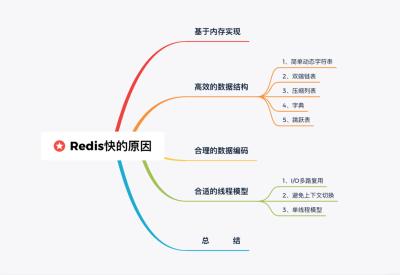 Redis快的原因
基于内存实现
高效的数据结构
1、简单动态字符串
2、双端链表
3、压缩列表
4、字典
5、跳跃表
合理的数据编码
合适的线程模型
1、I/O多路复用
2、避免上下文切换
3、单线程模型
总 结